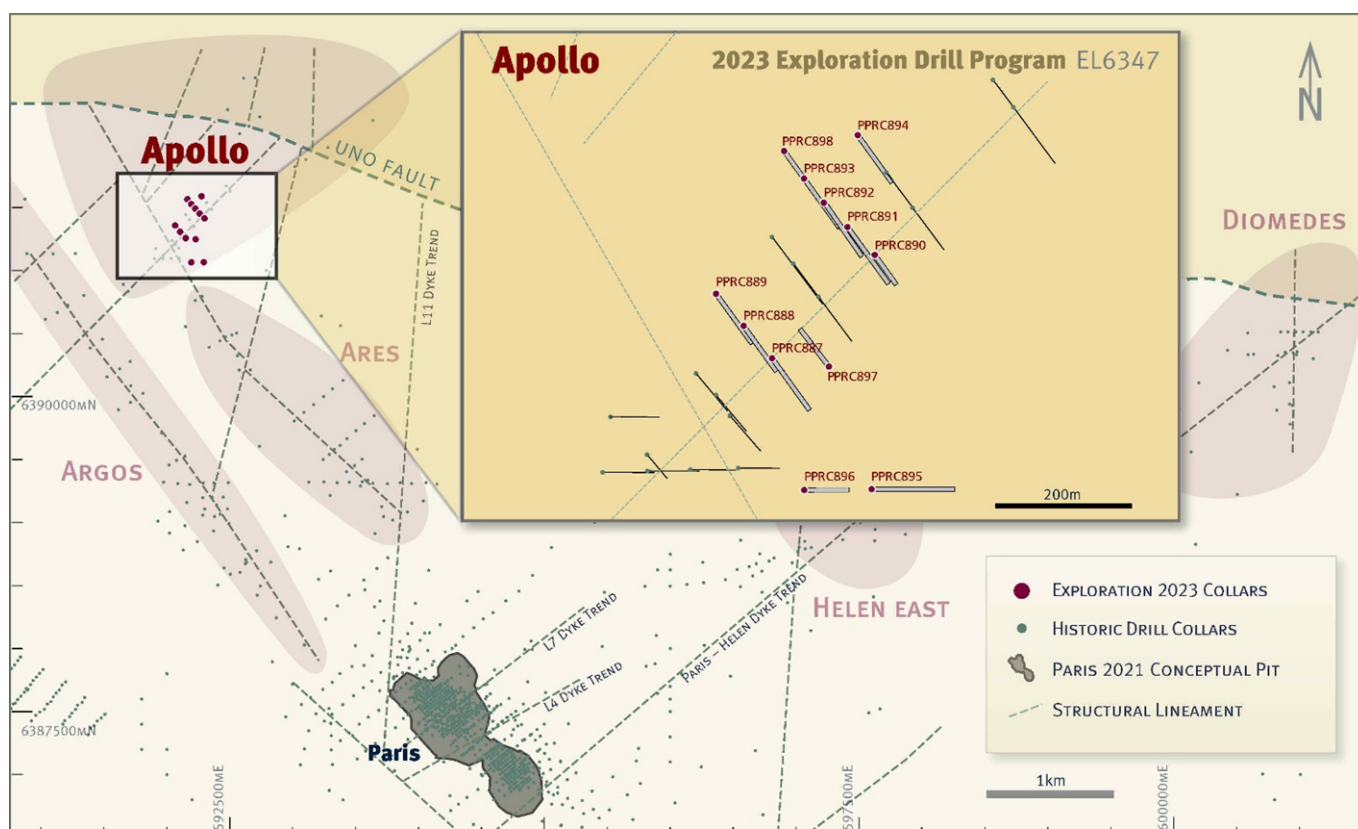 Apollo
2023 Exploration Drill Program EL6347
N
PPRC894
PPRC898
PPRC893
PPRC892
PPRC891
PPRC890
PPRC889
PPRC888
PPRC887
PPRC897
PPRC896
PPRC895
200m
Apollo
UNO FAULT
L11 DYKE TREND
DIOMEDES
ARES
6390000MN
ARGOS
HELEN EAST
L7 DYKE TREND
L4 DYKE TREND
PARIS – HELEN DYKE TREND
6387500MN
Paris
592500ME
597500ME
600000ME
EXPLORATION 2023 COLLARS
HISTORIC DRILL COLLARS
PARIS 2021 CONCEPTUAL PIT
STRUCTURAL LINEAMENT
1km